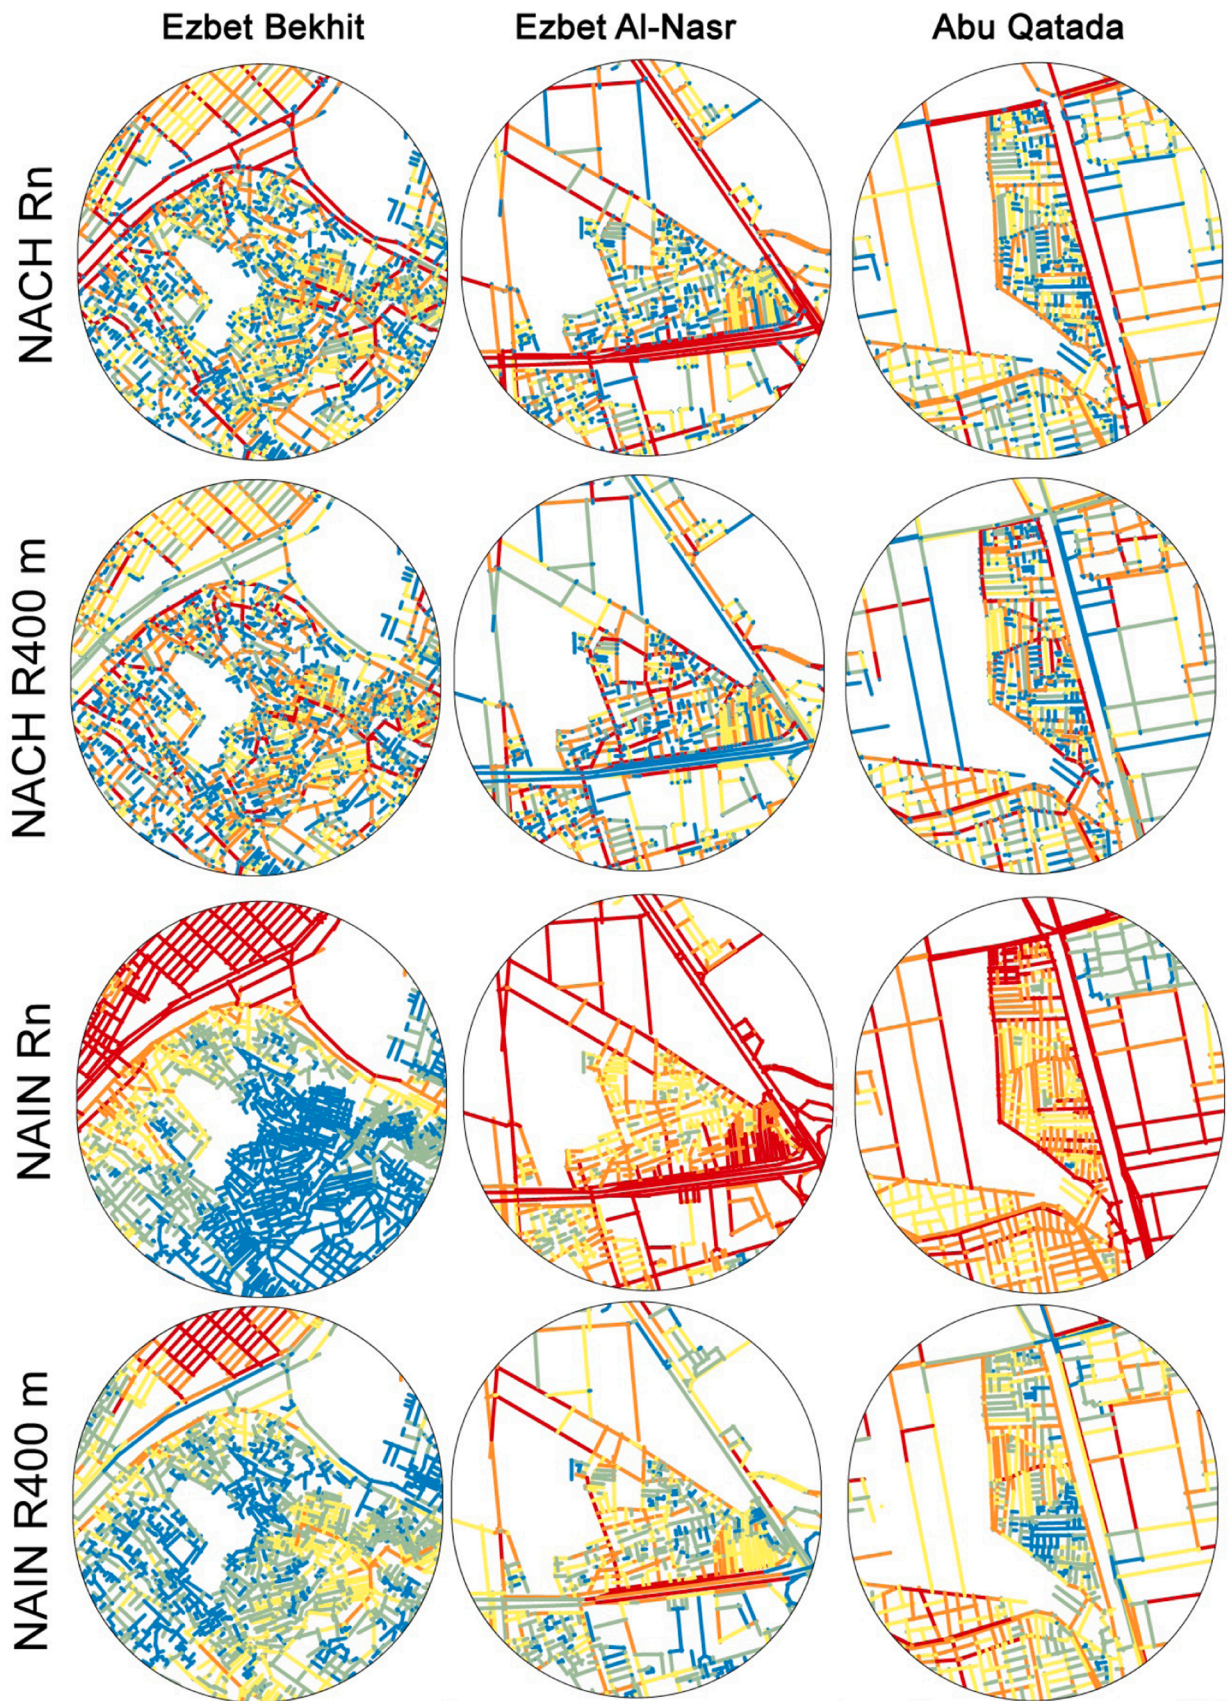 Ezbet Bekhit Ezbet Al-Nasr Abu Qatada
NACH Rn
NACH R400 m
NAIN Rn
NAIN R400 m